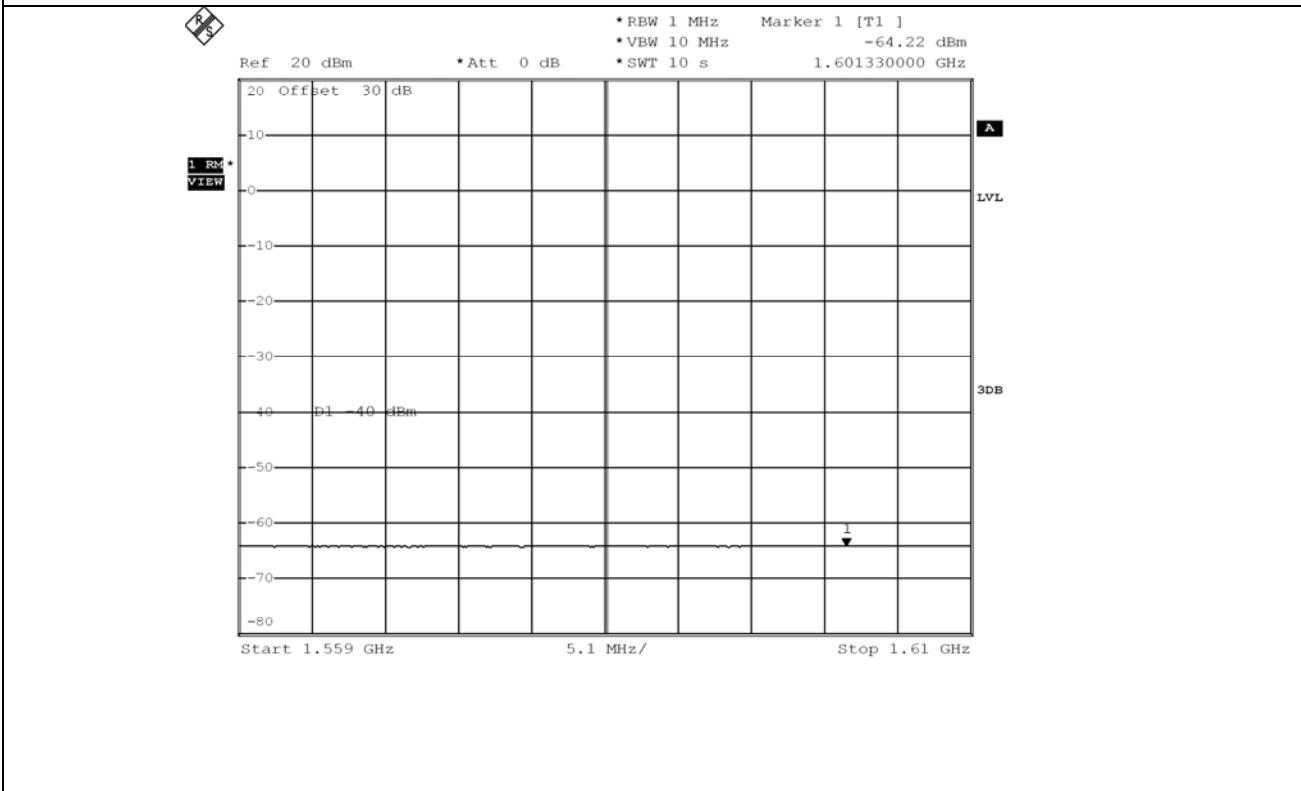 R S
*RBW 1 MHz Marker 1 [T1 ]
*VBW 10 MHz -64.22 dBm
Ref 20 dBm *Att 0 dB *SWT 10 s 1.601330000 GHz
20 Offset 30 dB
A
10
1 RM *
VIEW
0
LVL
-10
-20
-30
3DB
-40 D1 -40 dBm
-50
-60
1
-70
-80
Start 1.559 GHz 5.1 MHz/ Stop 1.61 GHz